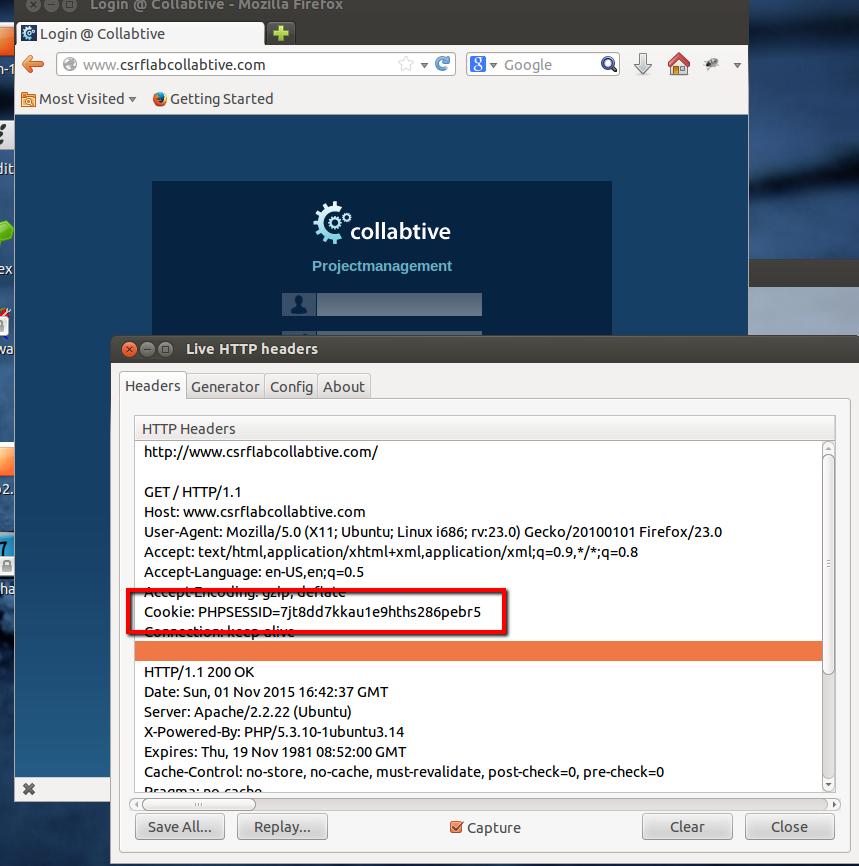 Login @ Collabtive - Mozilla Firefox
Login @ Collabtive
www.csrflabcollabtive.com
Google
Most Visited
Getting Started
collabtive
Projectmanagement
Live HTTP headers
Headers Generator Config About
HTTP Headers
http://www.csrflabcollabtive.com/
GET / HTTP/1.1
Host: www.csrflabcollabtive.com
User-Agent: Mozilla/5.0 (X11; Ubuntu; Linux i686; rv:23.0) Gecko/20100101 Firefox/23.0
Accept: text/html,application/xhtml+xml,application/xml;q=0.9,*/*;q=0.8
Accept-Language: en-US,en;q=0.5
Accept-Encoding: gzip, deflate
Cookie: PHPSESSID=7jt8dd7kkau1e9hths286pebr5
Connection: keep-alive
HTTP/1.1 200 OK
Date: Sun, 01 Nov 2015 16:42:37 GMT
Server: Apache/2.2.22 (Ubuntu)
X-Powered-By: PHP/5.3.10-1ubuntu3.14
Expires: Thu, 19 Nov 1981 08:52:00 GMT
Cache-Control: no-store, no-cache, must-revalidate, post-check=0, pre-check=0
Pragma: no-cache
Save All... Replay... Capture Clear Close